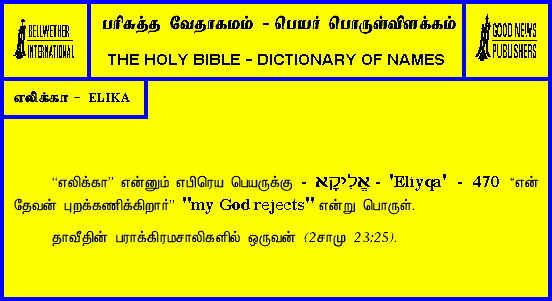 BELLWETHER
INTERNATIONAL
பரிசுத்த வேதாகமம் - பெயர் பொருள்விளக்கம்
THE HOLY BIBLE - DICTIONARY OF NAMES
GOOD NEWS
PUBLISHERS
எலிக்கா - ELIKA
“எலிக்கா” என்னும் எபிரெய பெயருக்கு - אֱלִיקָא - 'Eliyqa' - 470 “என்
தேவன் புறக்கணிக்கிறார்” "my God rejects" என்று பொருள்.
தாவீதின் பராக்கிரமசாலிகளில் ஒருவன் (2சாமு 23:25).